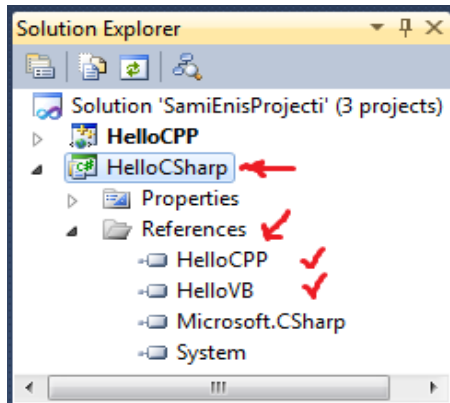 Solution Explorer
Solution 'SamiEnisProjecti' (3 projects)
HelloCPP
C# HelloCSharp
Properties
References
HelloCPP
HelloVB
Microsoft.CSharp
System